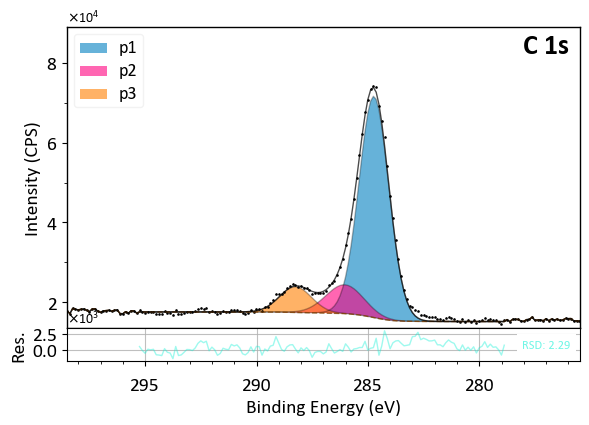 ×10⁴
C 1s
p1
p2
p3
8
6
4
2
Intensity (CPS)
×10³
2.5
0.0
Res.
RSD: 2.29
295 290 285 280
Binding Energy (eV)